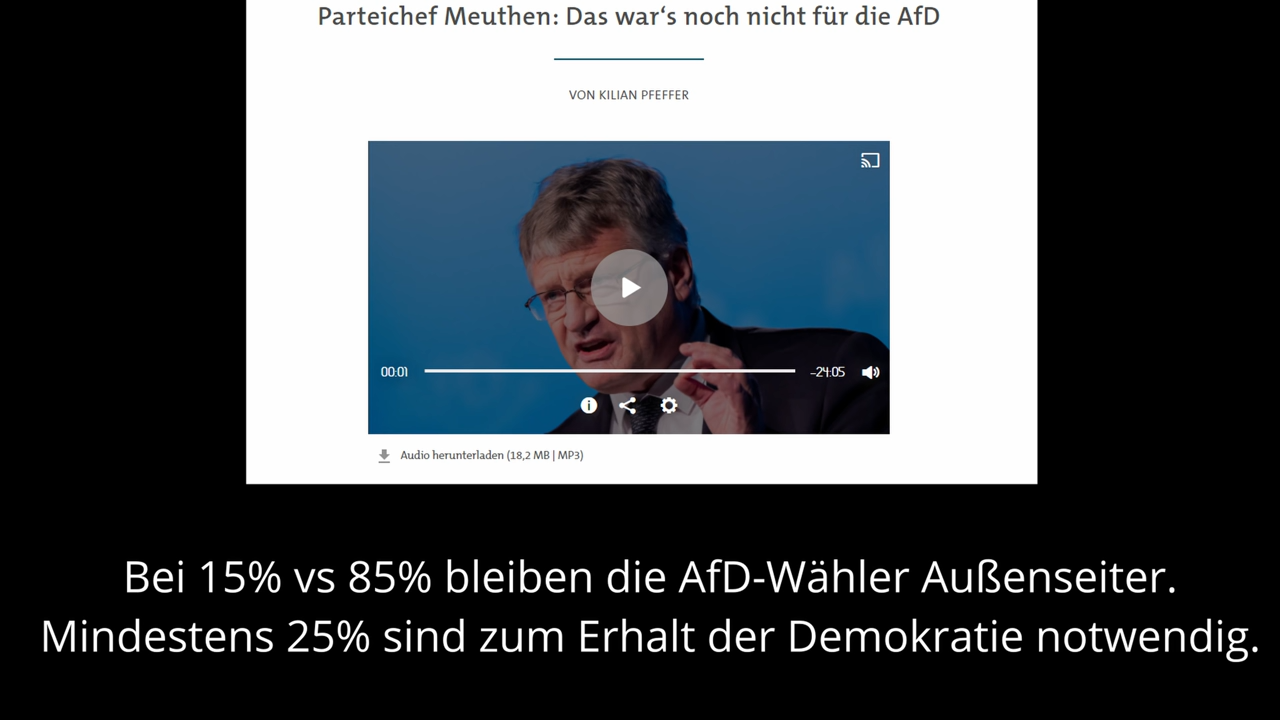 Parteichef Meuthen: Das war‘s noch nicht für die AfD
VON KILIAN PFEFFER
00:01
-24:05
Audio herunterladen (18,2 MB | MP3)
Bei 15% vs 85% bleiben die AfD-Wähler Außenseiter.
Mindestens 25% sind zum Erhalt der Demokratie notwendig.